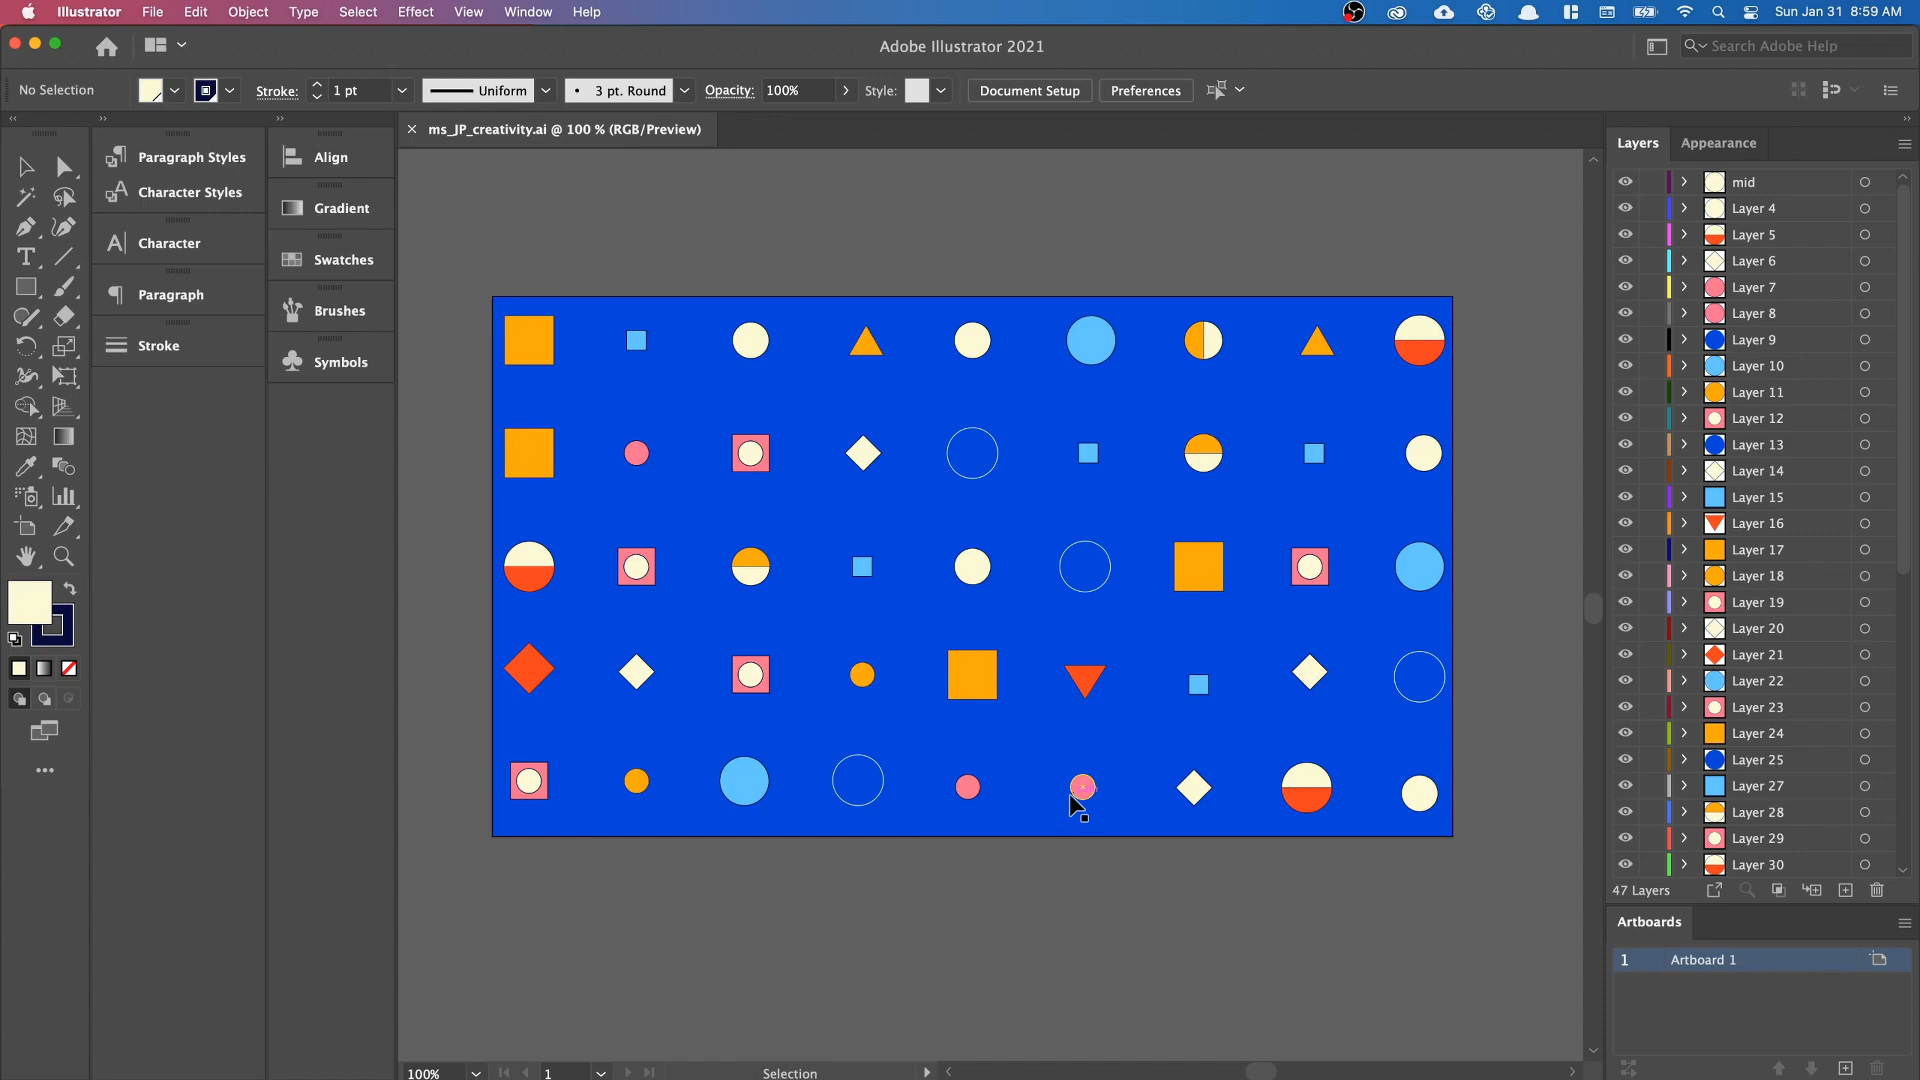 Illustrator File Edit Object Type Select Effect View Window Help Sun Jan 31 8:59 AM
Adobe Illustrator 2021
Search Adobe Help
No Selection Stroke: 1 pt Uniform 3 pt. Round Opacity: 100% Style: Document Setup Preferences
ms_JP_creativity.ai @ 100 % (RGB/Preview)
Paragraph Styles
Character Styles
Character
Paragraph
Stroke
Align
Gradient
Swatches
Brushes
Symbols
Layers Appearance
mid
Layer 4
Layer 5
Layer 6
Layer 7
Layer 8
Layer 9
Layer 10
Layer 11
Layer 12
Layer 13
Layer 14
Layer 15
Layer 16
Layer 17
Layer 18
Layer 19
Layer 20
Layer 21
Layer 22
Layer 23
Layer 24
Layer 25
Layer 27
Layer 28
Layer 29
Layer 30
47 Layers
Artboards
1 Artboard 1
100% 1 Selection